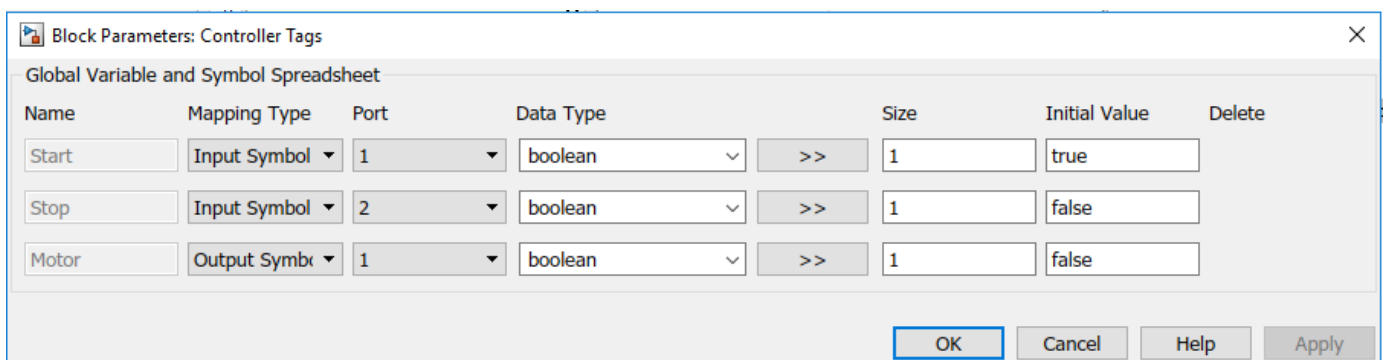 Block Parameters: Controller Tags
Global Variable and Symbol Spreadsheet
Name Mapping Type Port Data Type Size Initial Value Delete
Start Input Symbol 1 boolean >> 1 true
Stop Input Symbol 2 boolean >> 1 false
Motor Output Symbo 1 boolean >> 1 false
OK Cancel Help Apply